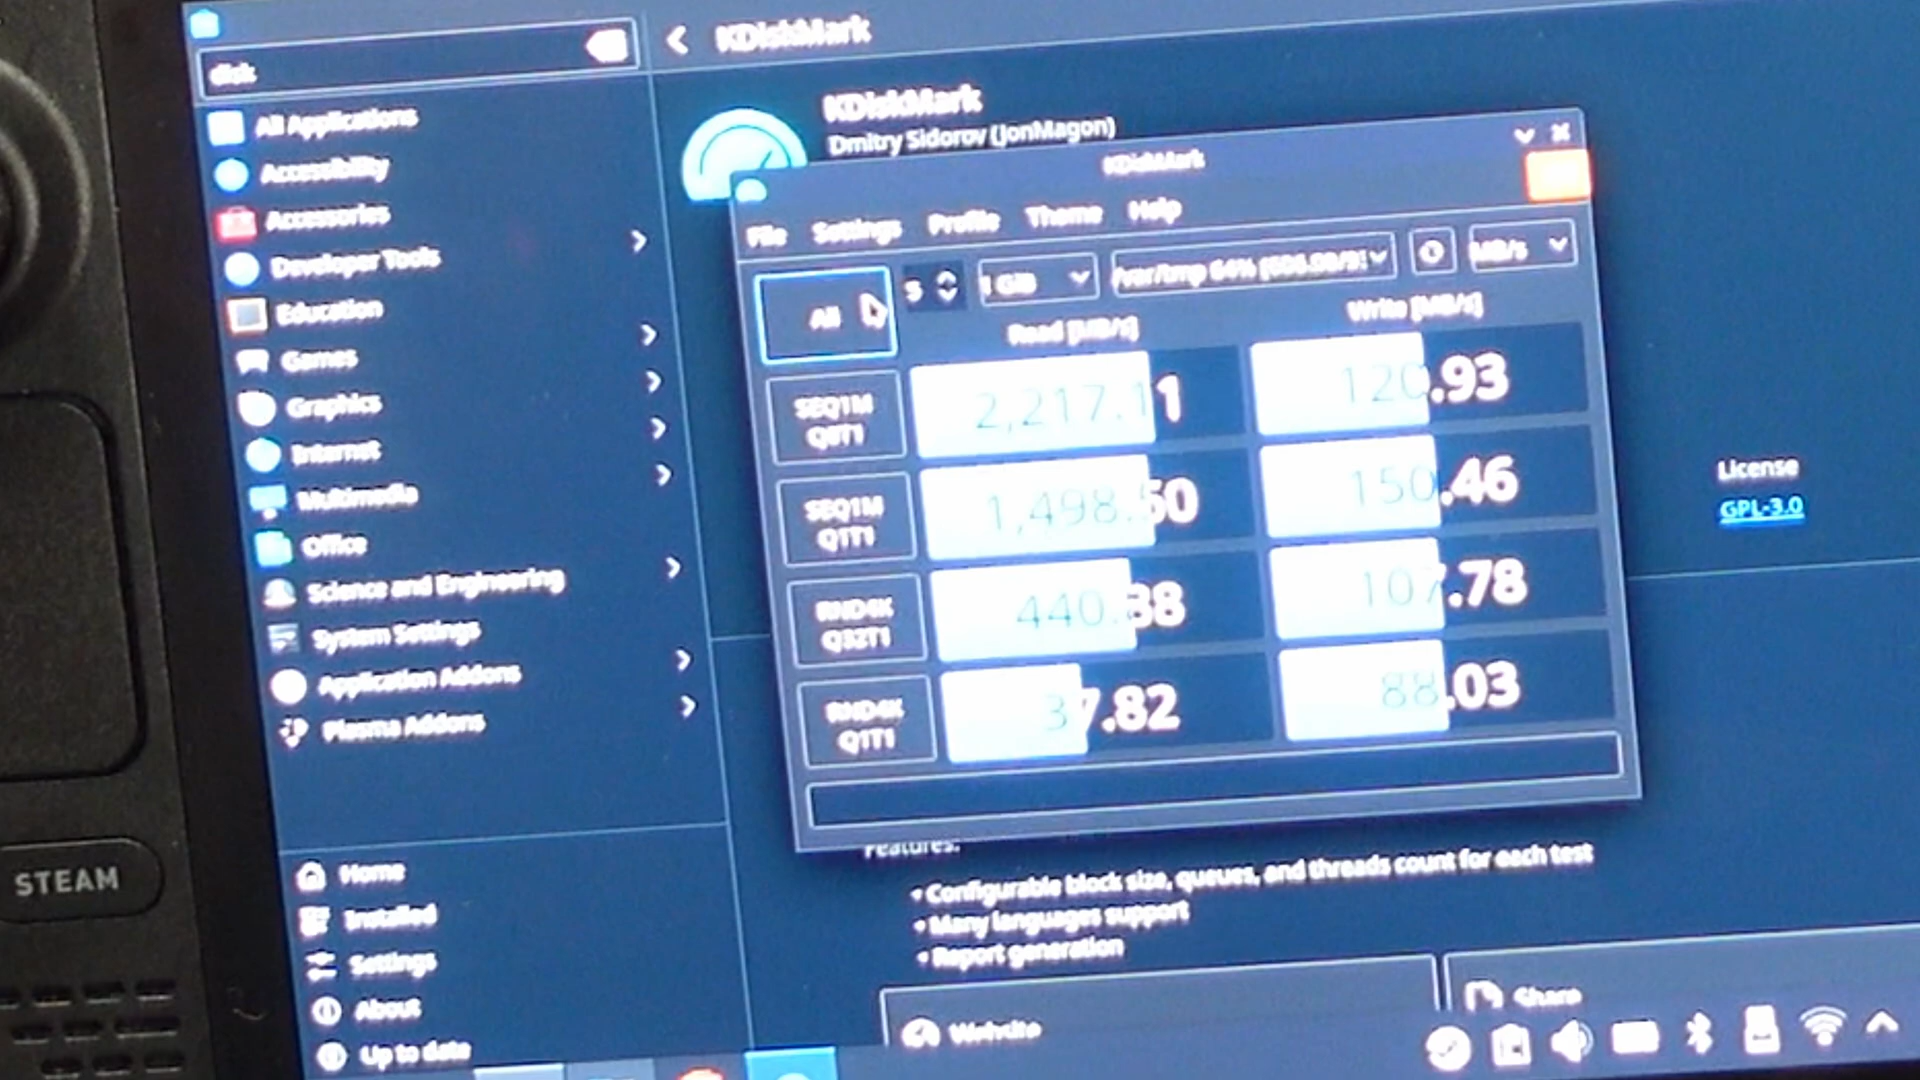 disk
All Applications
Accessibility
Accessories
Developer Tools
Education
Games
Graphics
Internet
Multimedia
Office
Science and Engineering
System Settings
Application Addons
Plasma Addons
Home
Installed
Settings
About
Up to date
STEAM
KDiskMark
KDiskMark
Dmitry Sidorov (JonMagon)
KDiskMark
File Settings Profile Theme Help
All 5 1 GiB /var/tmp 64% MB/s
Read [MB/s] Write [MB/s]
SEQ1M
Q8T1
2,217.11 120.93
SEQ1M
Q1T1
1,498.50 150.46
RND4K
Q32T1
440. 107.78
RND4K
Q1T1
37.82 88.03
License
GPL-3.0
Features:
• Configurable block size, queues, and threads count for each test
• Many languages support
• Report generation
Website
Share